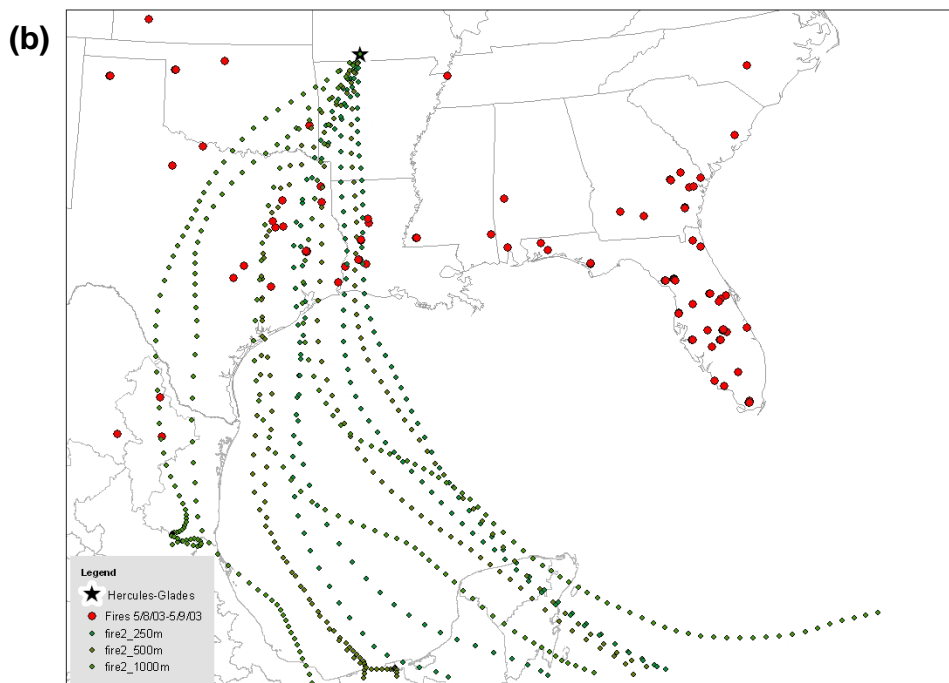 (b)
Legend
Hercules-Glades
Fires 5/8/03-5/9/03
fire2_250m
fire2_500m
fire2_1000m